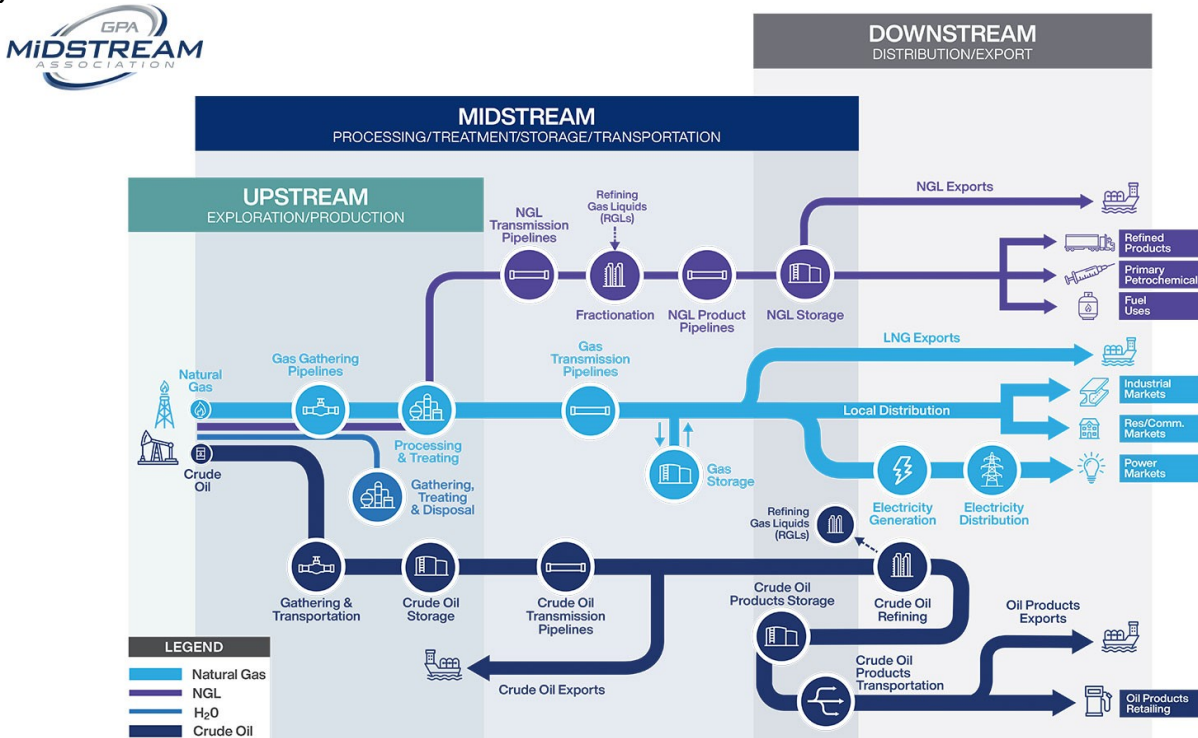 GPA
MiDSTREAM
ASSOCIATION
DOWNSTREAM
DISTRIBUTION/EXPORT
MIDSTREAM
PROCESSING/TREATMENT/STORAGE/TRANSPORTATION
UPSTREAM
EXPLORATION/PRODUCTION
NGL
Transmission
Pipelines
Refining
Gas Liquids
(RGLs)
Fractionation
NGL Product
Pipelines
NGL Storage
NGL Exports
Refined
Products
Primary
Petrochemical
Fuel
Uses
Natural
Gas
Gas Gathering
Pipelines
Processing
& Treating
Gas
Transmission
Pipelines
Gas
Storage
LNG Exports
Local Distribution
Industrial
Markets
Res/Comm.
Markets
Power
Markets
Electricity
Generation
Electricity
Distribution
Crude
Oil
Gathering,
Treating
& Disposal
Gathering &
Transportation
Crude Oil
Storage
Crude Oil
Transmission
Pipelines
Crude Oil Exports
Refining
Gas Liquids
(RGLs)
Crude Oil
Refining
Crude Oil
Products Storage
Crude Oil
Products
Transportation
Oil Products
Exports
Oil Products
Retailing
LEGEND
Natural Gas
NGL
H₂0
Crude Oil